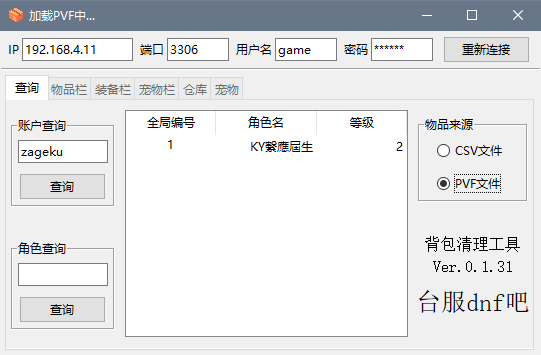 加载PVF中...
IP 192.168.4.11 端口 3306 用户名 game 密码 ****** 重新连接
查询 物品栏 装备栏 宠物栏 仓库 宠物
账户查询
zageku
查询
角色查询
查询
全局编号 角色名 等级
1 KY繫應屆生 2
物品来源
CSV文件
PVF文件
背包清理工具
Ver.0.1.31
台服dnf吧